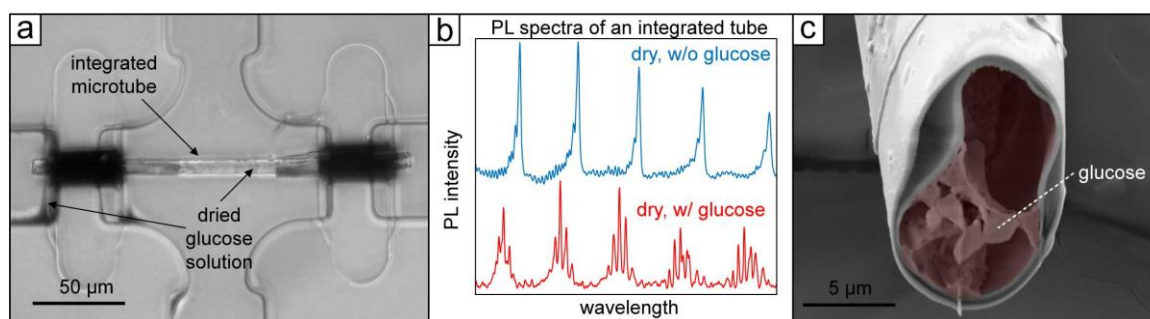 a
integrated
microtube
dried
glucose
solution
50 µm
b
PL spectra of an integrated tube
dry, w/o glucose
PL intensity
dry, w/ glucose
wavelength
c
glucose
5 µm